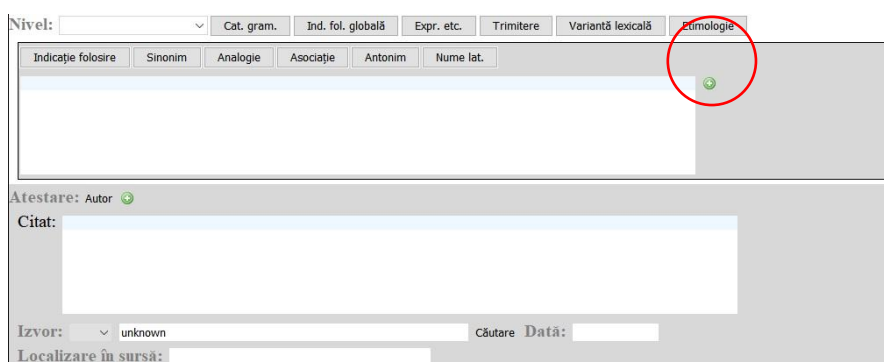 Nivel: Cat. gram. Ind. fol. globală Expr. etc. Trimitere Variantă lexicală Etimologie
Indicație folosire Sinonim Analogie Asociație Antonim Nume lat.
Atestare: Autor
Citat:
Izvor: unknown Căutare Dată:
Localizare în sursă: